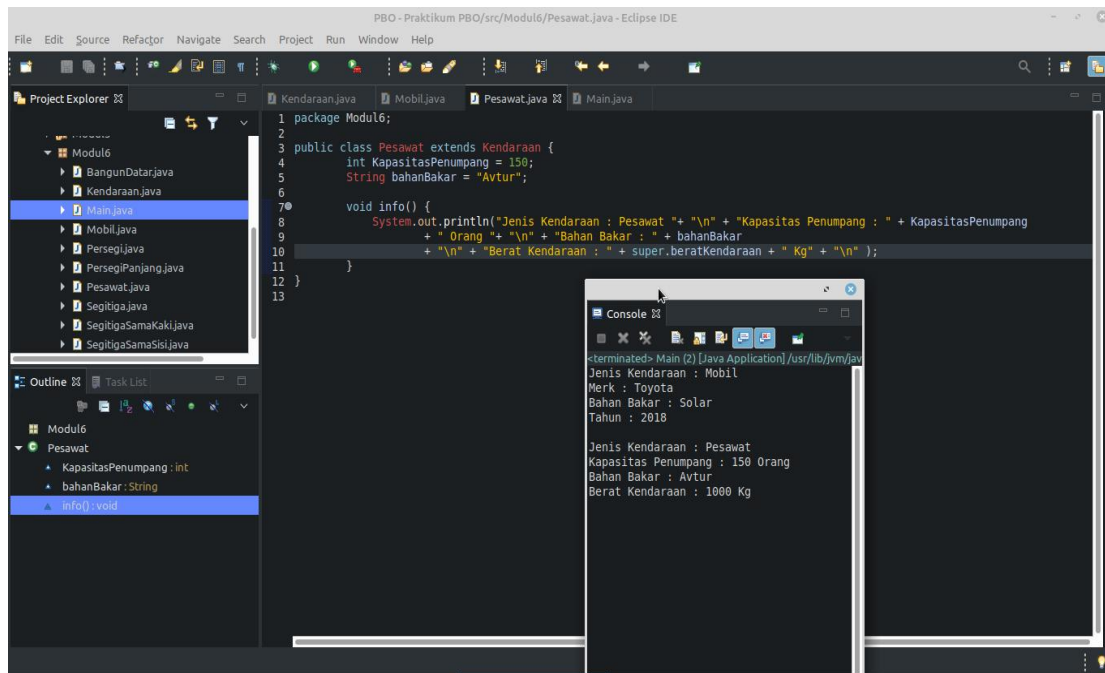 PBO - Praktikum PBO/src/Modul6/Pesawat.java - Eclipse IDE
File Edit Source Refactor Navigate Search Project Run Window Help
Project Explorer
Modul6
BangunDatar.java
Kendaraan.java
Main.java
Mobil.java
Persegi.java
PersegiPanjang.java
Pesawat.java
Segitiga.java
SegitigaSamaKaki.java
SegitigaSamaSisi.java
Outline Task List
Modul6
Pesawat
KapasitasPenumpang : int
bahanBakar : String
info() : void
Kendaraan.java Mobil.java Pesawat.java Main.java
1 package Modul6;
2
3 public class Pesawat extends Kendaraan {
4 int KapasitasPenumpang = 150;
5 String bahanBakar = "Avtur";
6
7 void info() {
8 System.out.println("Jenis Kendaraan : Pesawat "+ "\n" + "Kapasitas Penumpang : " + KapasitasPenumpang
9 + " Orang "+ "\n" + "Bahan Bakar : " + bahanBakar
10 + "\n" + "Berat Kendaraan : " + super.beratKendaraan + " Kg" + "\n" );
11 }
12 }
13
Console
<terminated> Main (2) [Java Application] /usr/lib/jvm/jav
Jenis Kendaraan : Mobil
Merk : Toyota
Bahan Bakar : Solar
Tahun : 2018
Jenis Kendaraan : Pesawat
Kapasitas Penumpang : 150 Orang
Bahan Bakar : Avtur
Berat Kendaraan : 1000 Kg